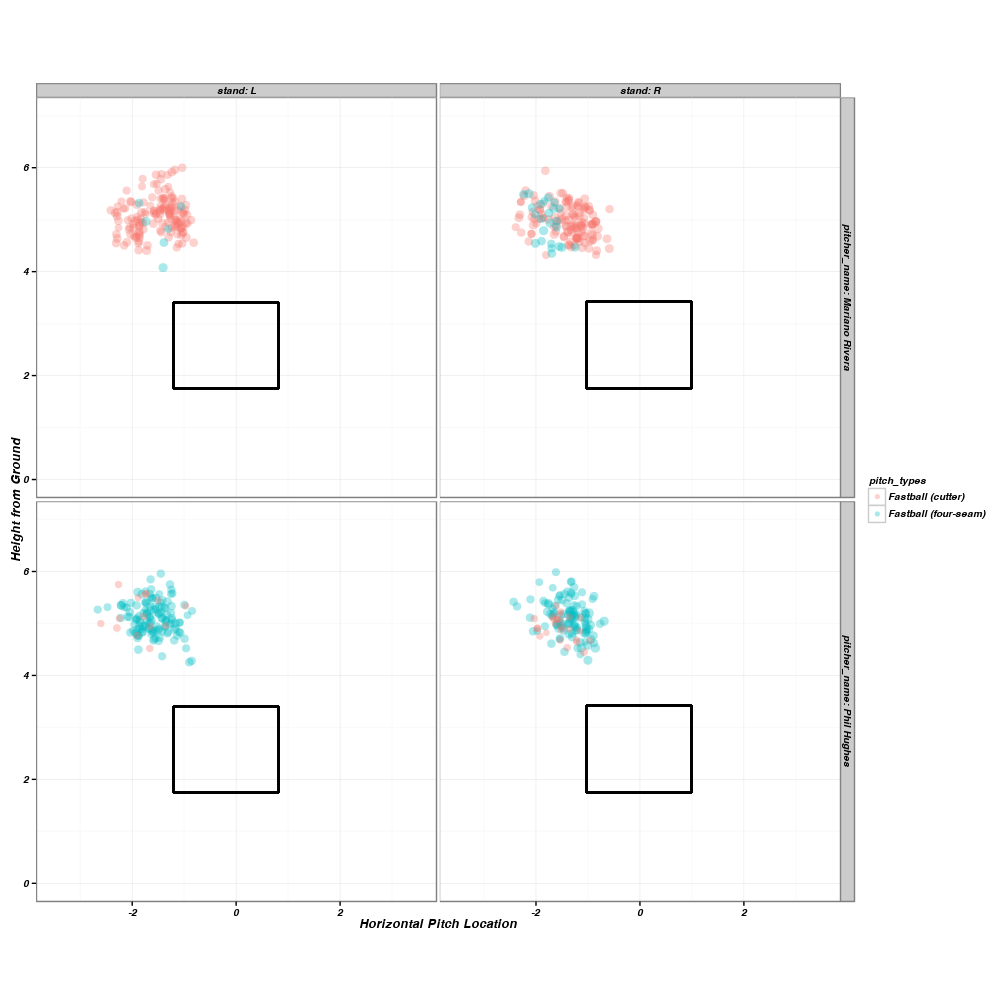 stand: L
stand: R
6
4
2
0
pitcher_name: Mariano Rivera
6
4
2
0
pitcher_name: Phil Hughes
-2
0
2
-2
0
2
Height from Ground
Horizontal Pitch Location
pitch_types
Fastball (cutter)
Fastball (four-seam)